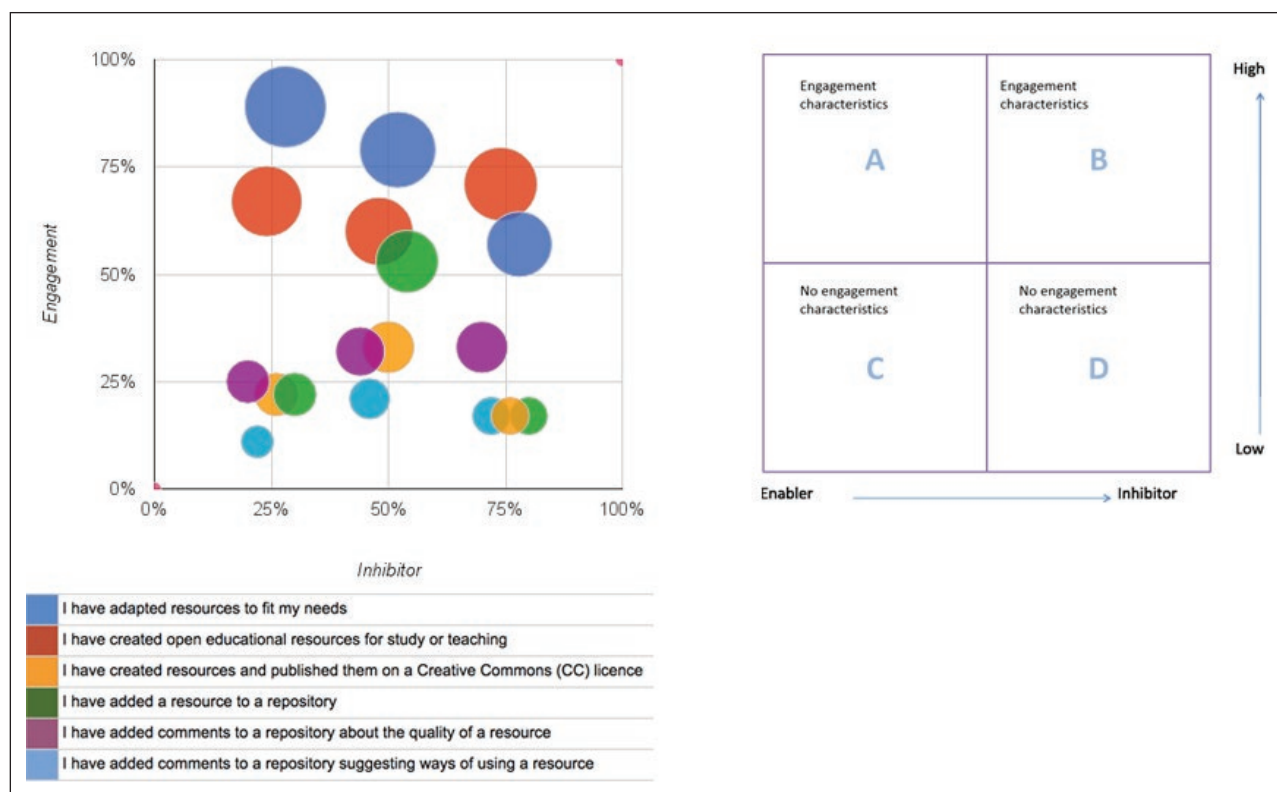 100%
75%
50%
25%
0%
Engagement
0%
25%
50%
75%
100%
Inhibitor
I have adapted resources to fit my needs
I have created open educational resources for study or teaching
I have created resources and published them on a Creative Commons (CC) licence
I have added a resource to a repository
I have added comments to a repository about the quality of a resource
I have added comments to a repository suggesting ways of using a resource
Engagement
characteristics
A
Engagement
characteristics
B
No engagement
characteristics
C
No engagement
characteristics
D
High
Low
Enabler
Inhibitor